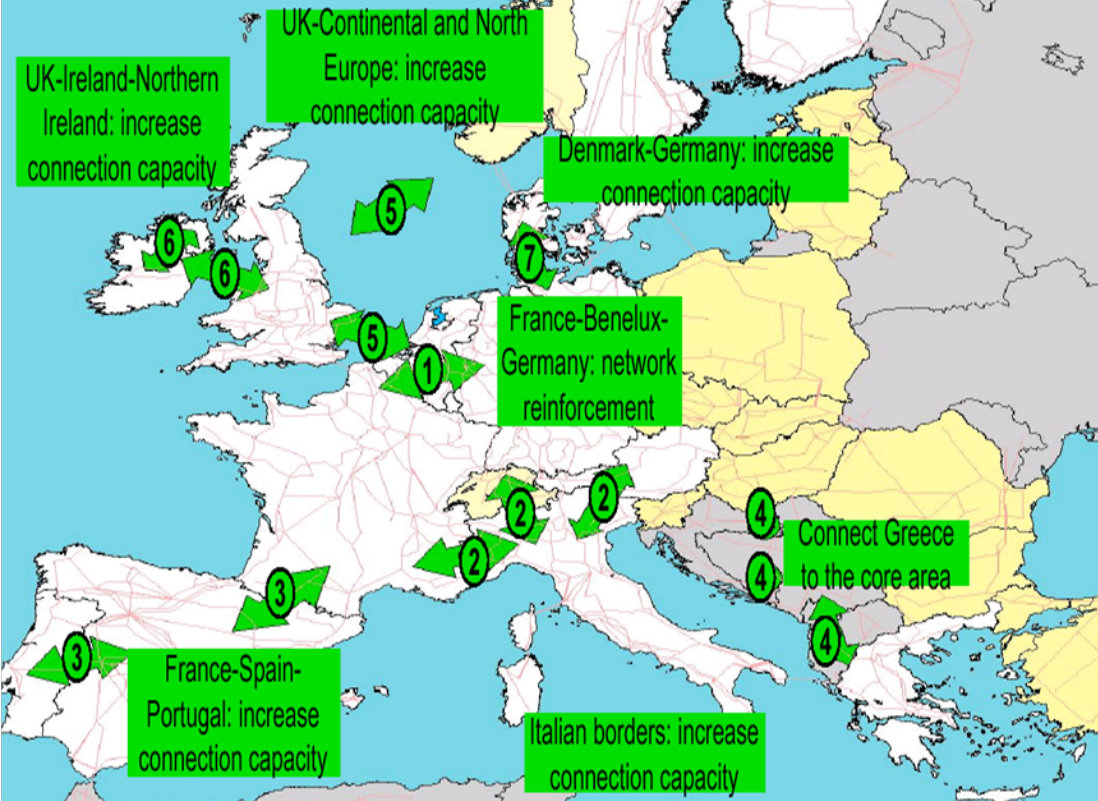 UK-Continental and North
Europe: increase
connection capacity
UK-Ireland-Northern
Ireland: increase
connection capacity
Denmark-Germany: increase
connection capacity
5
6
6
7
5
1
France-Benelux-
Germany: network
reinforcement
2
2
2
4
Connect Greece
to the core area
4
3
4
3
France-Spain-
Portugal: increase
connection capacity
Italian borders: increase
connection capacity